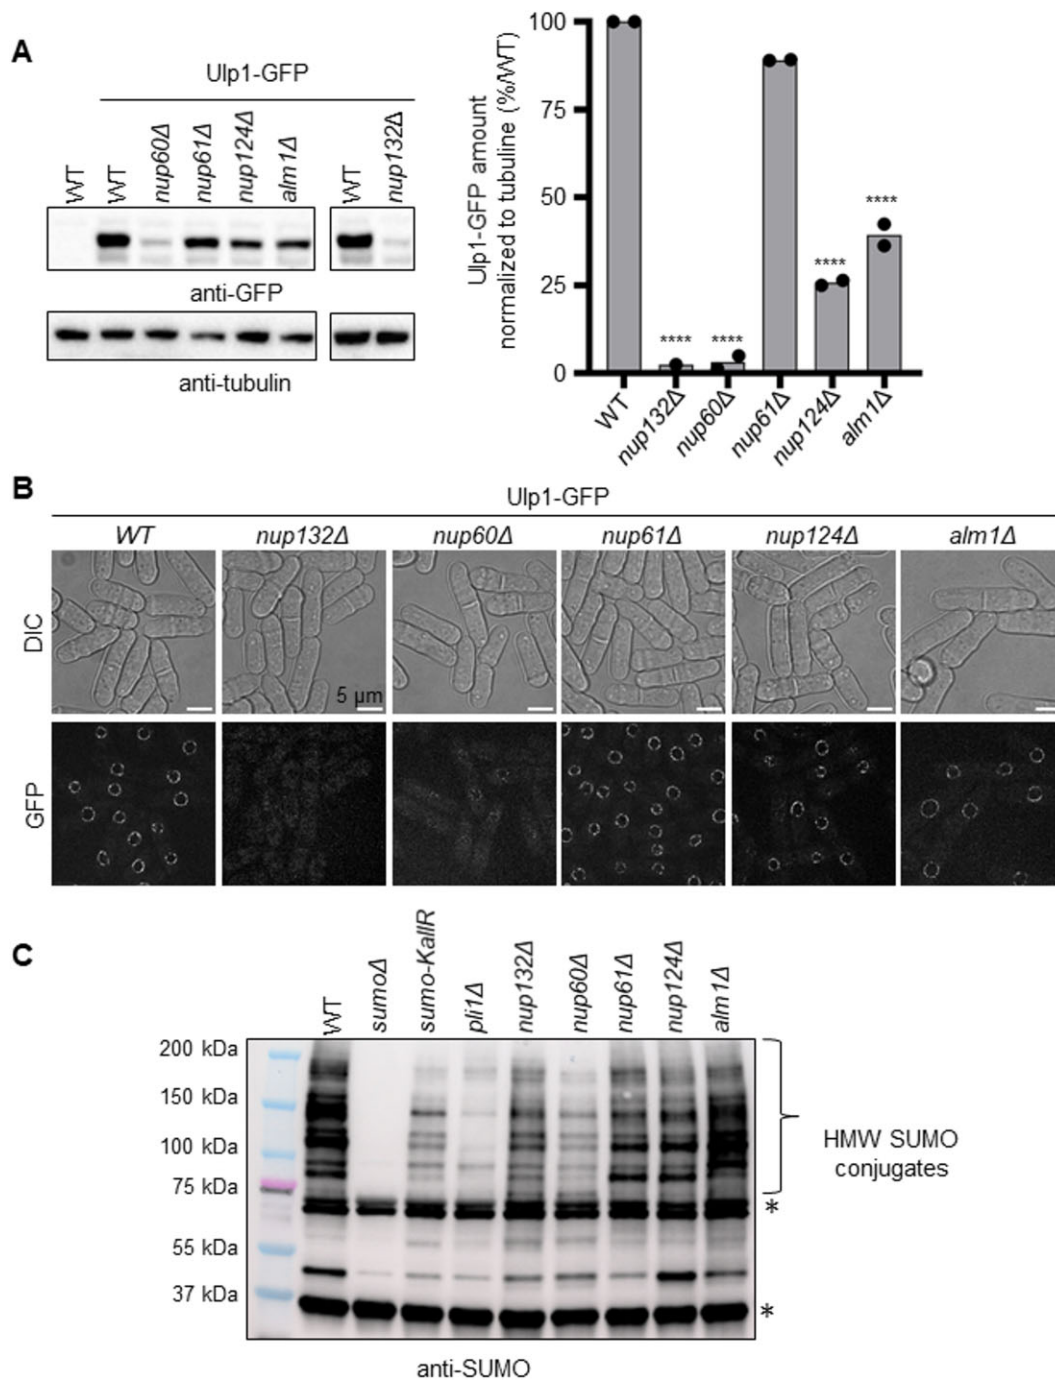 A
Ulp1-GFP
WT
WT
nup60Δ
nup61Δ
nup124Δ
alm1Δ
WT
nup132Δ
anti-GFP
anti-tubulin
Ulp1-GFP amount
normalized to tubuline (%/WT)
100
75
50
25
0
****
****
****
****
WT
nup132Δ
nup60Δ
nup61Δ
nup124Δ
alm1Δ
B
Ulp1-GFP
WT
nup132Δ
nup60Δ
nup61Δ
nup124Δ
alm1Δ
DIC
5 μm
GFP
C
WT
sumoΔ
sumo-KallR
pli1Δ
nup132Δ
nup60Δ
nup61Δ
nup124Δ
alm1Δ
200 kDa
150 kDa
100 kDa
75 kDa
55 kDa
37 kDa
HMW SUMO
conjugates
*
*
anti-SUMO